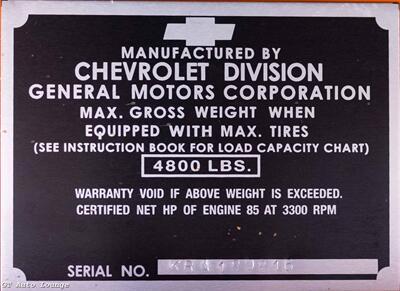 MANUFACTURED BY
CHEVROLET DIVISION
GENERAL MOTORS CORPORATION
MAX. GROSS WEIGHT WHEN
EQUIPPED WITH MAX. TIRES
(SEE INSTRUCTION BOOK FOR LOAD CAPACITY CHART)
4800 LBS.
WARRANTY VOID IF ABOVE WEIGHT IS EXCEEDED.
CERTIFIED NET HP OF ENGINE 85 AT 3300 RPM
SERIAL NO.
GT Auto Lounge